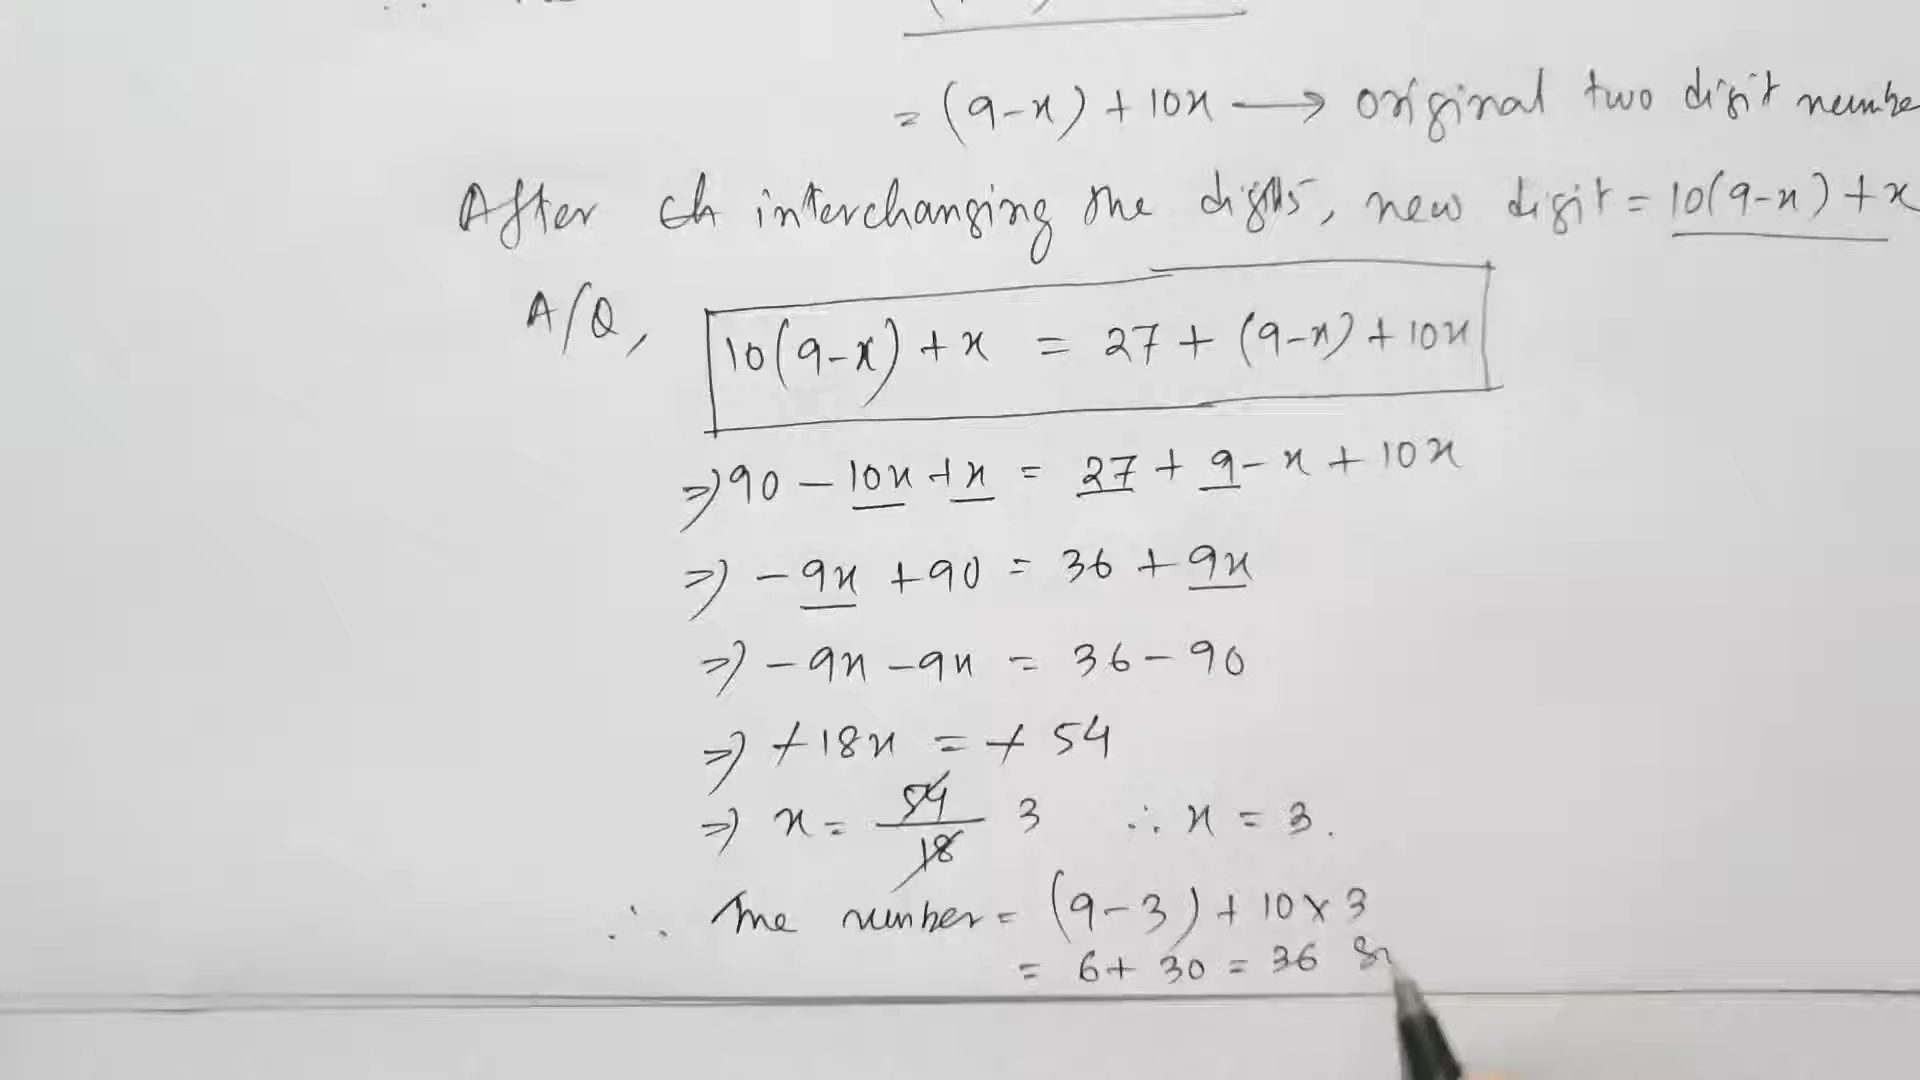 = (9-x) + 10x → original two digit numbe
After ch interchanging the digits, new digit = 10(9-x) + x
A/Q, 10(9-x) + x = 27 + (9-x) + 10x
⇒ 90 - 10x + x = 27 + 9 - x + 10x
⇒ - 9x + 90 = 36 + 9x
⇒ - 9x - 9x = 36 - 90
⇒ + 18x = + 54
⇒ x = 54/18 3 ∴ x = 3.
∴ The number = (9-3) + 10 × 3
= 6 + 30 = 36